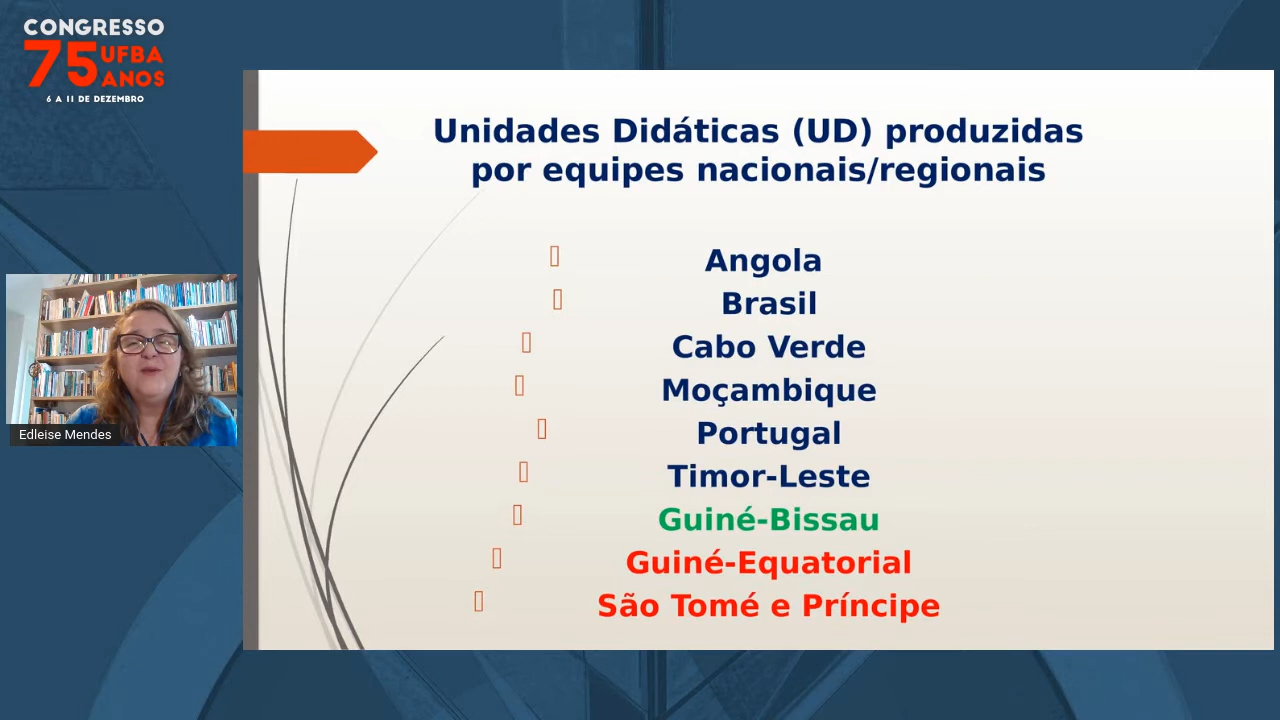 CONGRESSO
75 UFBA
ANOS
6 A 11 DE DEZEMBRO
Unidades Didáticas (UD) produzidas
por equipes nacionais/regionais
Angola
Brasil
Cabo Verde
Moçambique
Portugal
Timor-Leste
Guiné-Bissau
Guiné-Equatorial
São Tomé e Príncipe
Edleise Mendes